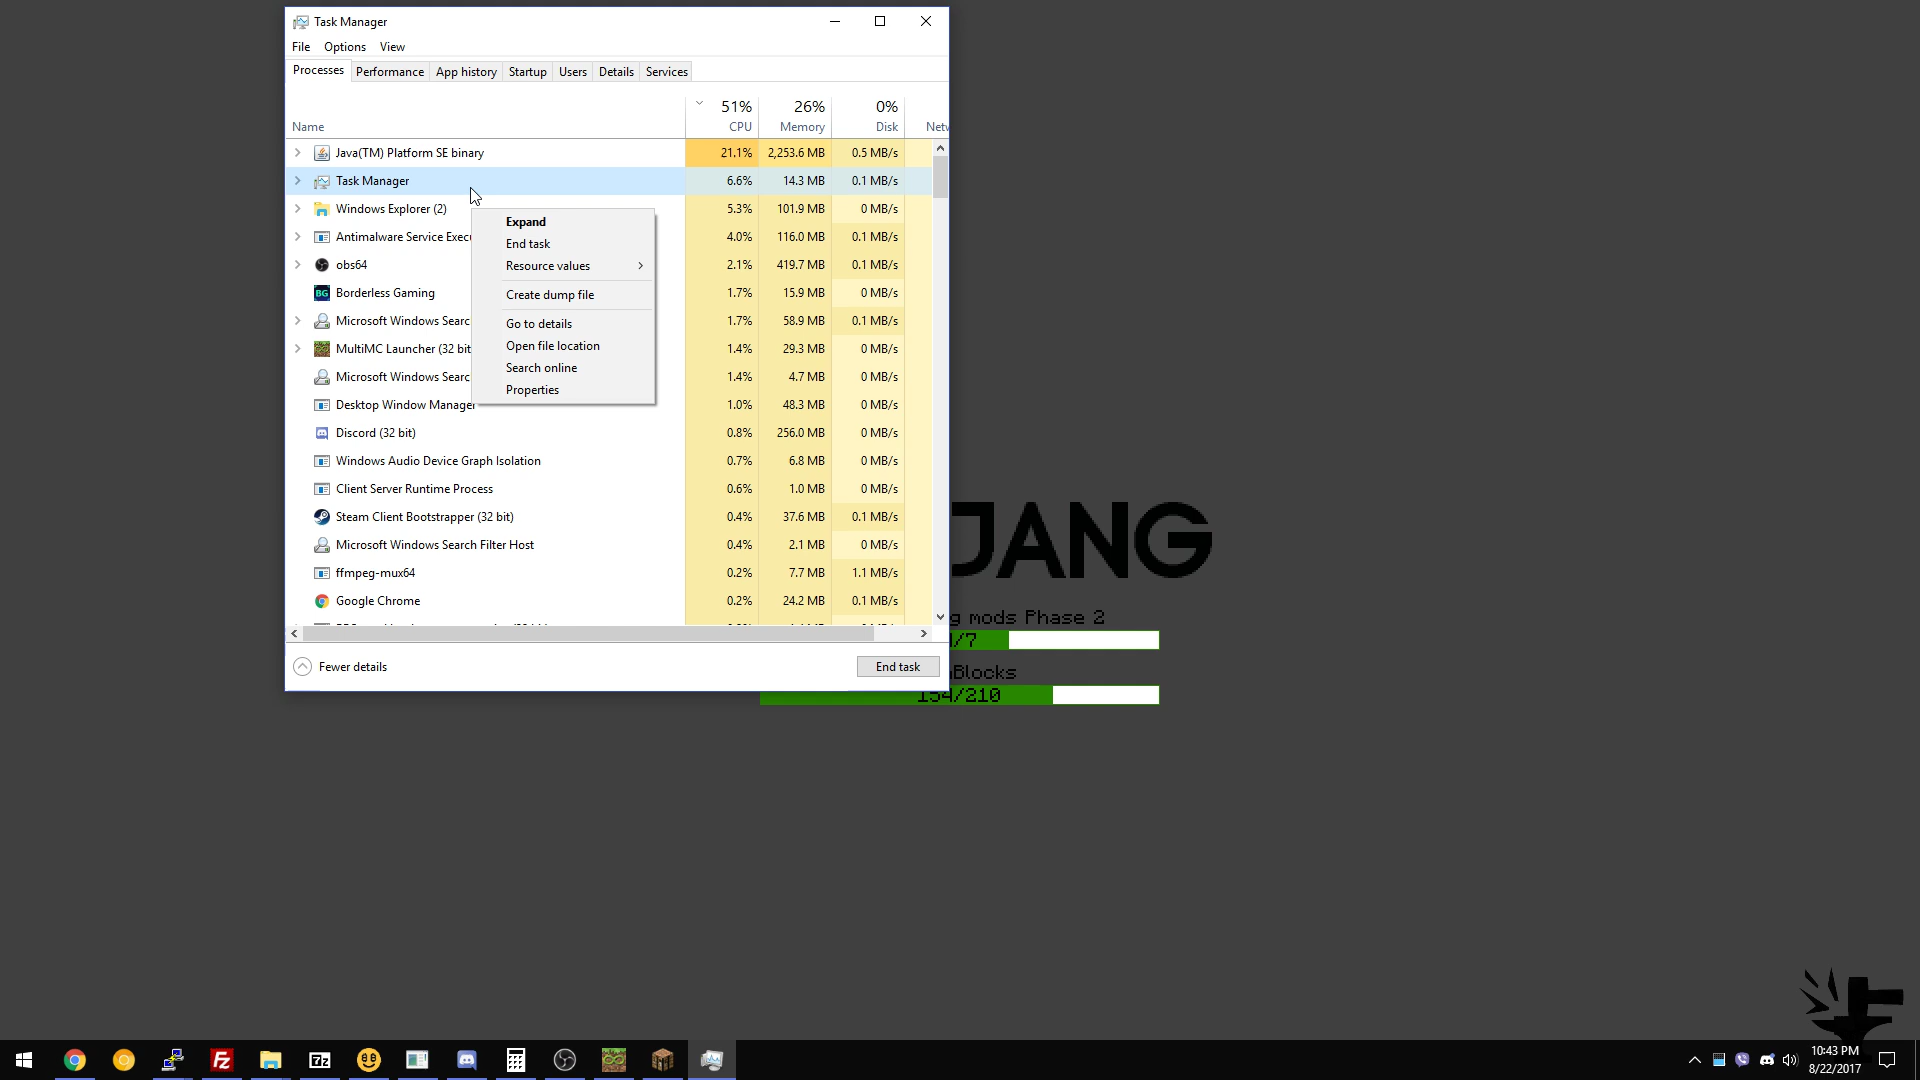 Task Manager
File Options View
Processes Performance App history Startup Users Details Services
51% 26% 0%
Name CPU Memory Disk Netw
Java(TM) Platform SE binary 21.1% 2,253.6 MB 0.5 MB/s
Task Manager 6.6% 14.3 MB 0.1 MB/s
Windows Explorer (2) 5.3% 101.9 MB 0 MB/s
Antimalware Service Exec 4.0% 116.0 MB 0.1 MB/s
obs64 2.1% 419.7 MB 0.1 MB/s
BG Borderless Gaming 1.7% 15.9 MB 0 MB/s
Microsoft Windows Searc 1.7% 58.9 MB 0.1 MB/s
MultiMC Launcher (32 bit 1.4% 29.3 MB 0 MB/s
Microsoft Windows Searc 1.4% 4.7 MB 0 MB/s
Desktop Window Manager 1.0% 48.3 MB 0 MB/s
Discord (32 bit) 0.8% 256.0 MB 0 MB/s
Windows Audio Device Graph Isolation 0.7% 6.8 MB 0 MB/s
Client Server Runtime Process 0.6% 1.0 MB 0 MB/s
Steam Client Bootstrapper (32 bit) 0.4% 37.6 MB 0.1 MB/s
Microsoft Windows Search Filter Host 0.4% 2.1 MB 0 MB/s
ffmpeg-mux64 0.2% 7.7 MB 1.1 MB/s
Google Chrome 0.2% 24.2 MB 0.1 MB/s
Expand
End task
Resource values
Create dump file
Go to details
Open file location
Search online
Properties
Fewer details End task
JANG
g mods Phase 2
/7
Blocks
154/210
FZ 7z
10:43 PM
8/22/2017